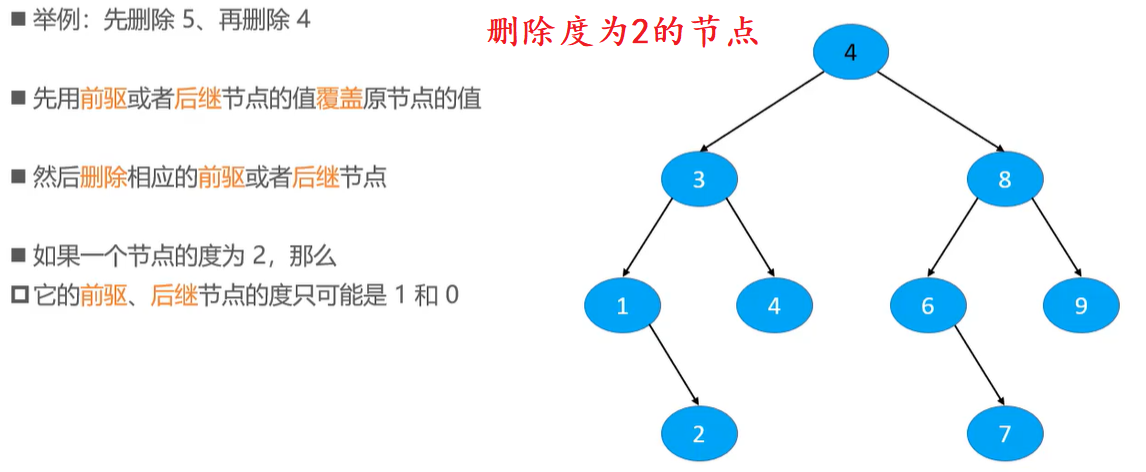 举例：先删除 5、再删除 4
删除度为2的节点
先用前驱或者后继节点的值覆盖原节点的值
然后删除相应的前驱或者后继节点
如果一个节点的度为 2，那么
它的前驱、后继节点的度只可能是 1 和 0
4
3
8
1
4
6
9
2
7